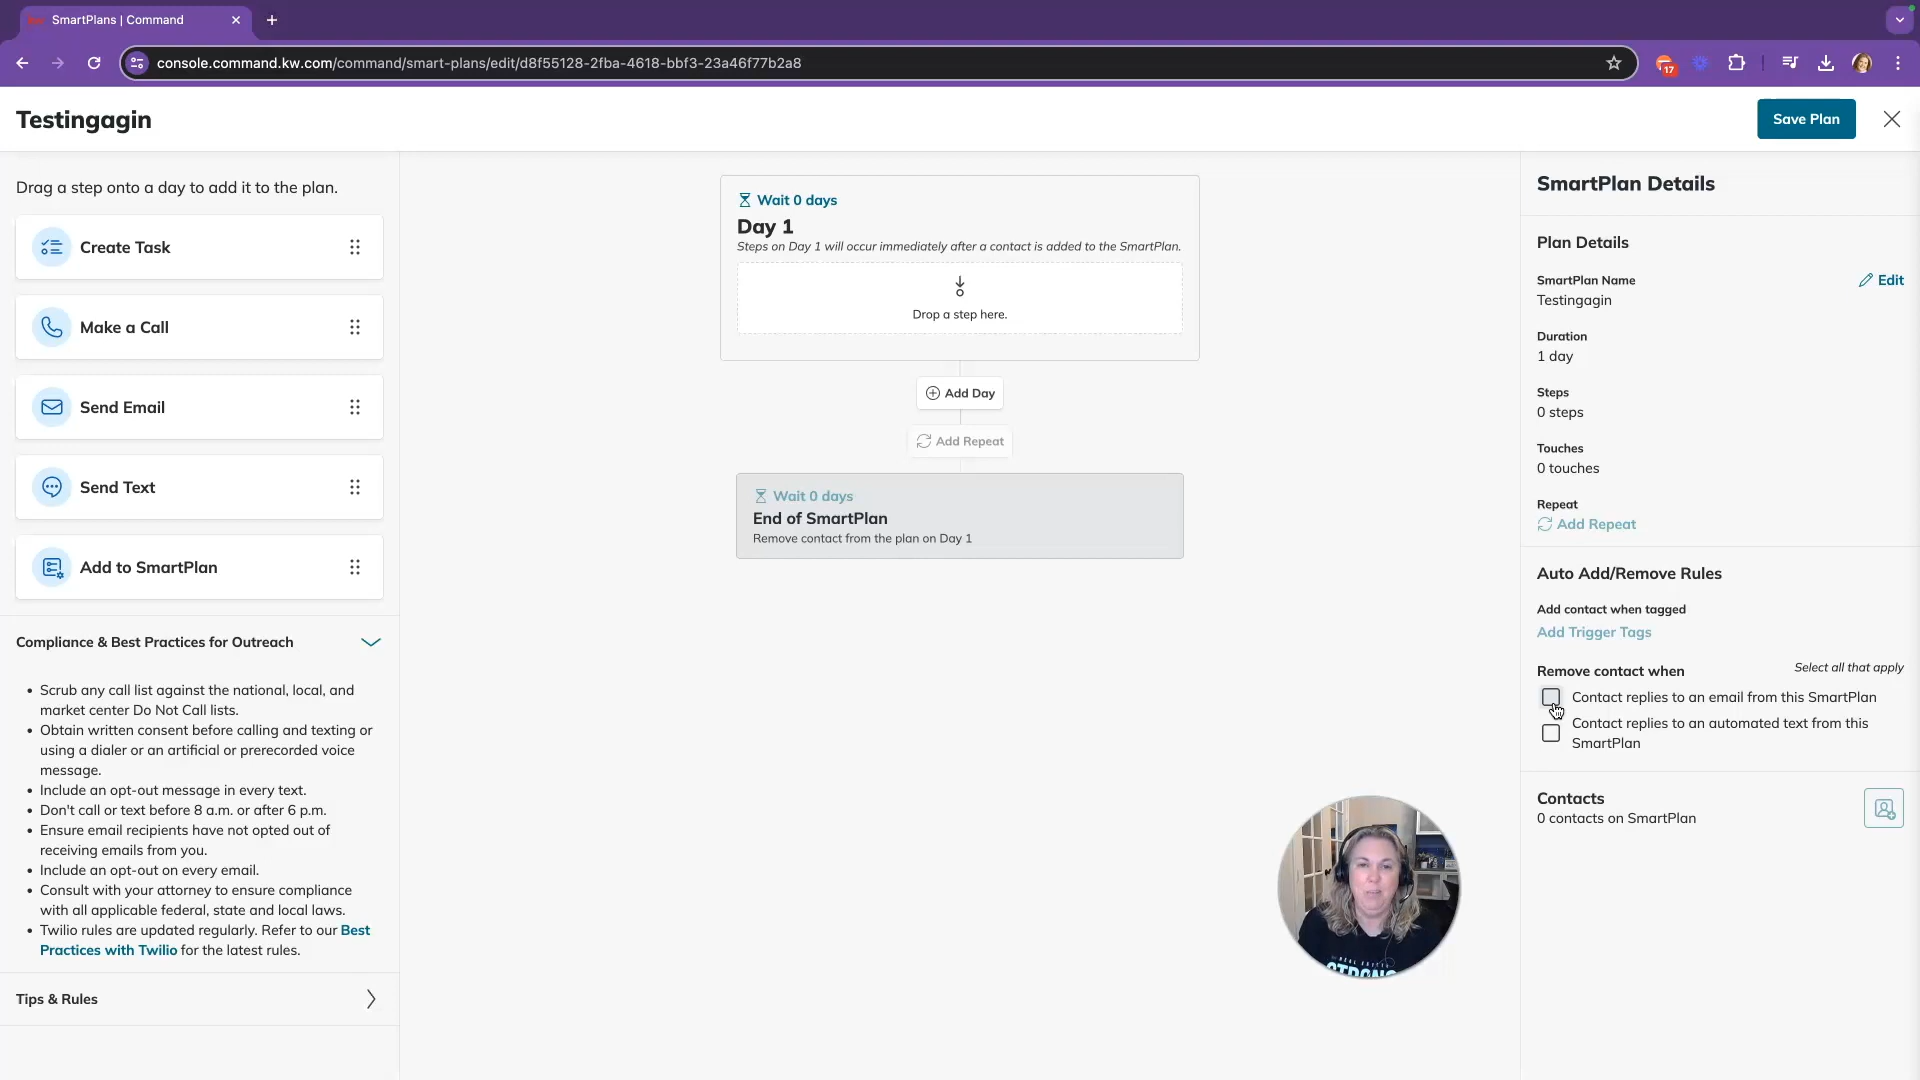 SmartPlans | Command
console.command.kw.com/command/smart-plans/edit/d8f55128-2fba-4618-bbf3-23a46f77b2a8
17
Testingagin
Save Plan
Drag a step onto a day to add it to the plan.
Create Task
Make a Call
Send Email
Send Text
Add to SmartPlan
Compliance & Best Practices for Outreach
• Scrub any call list against the national, local, and
market center Do Not Call lists.
• Obtain written consent before calling and texting or
using a dialer or an artificial or prerecorded voice
message.
• Include an opt-out message in every text.
• Don't call or text before 8 a.m. or after 6 p.m.
• Ensure email recipients have not opted out of
receiving emails from you.
• Include an opt-out on every email.
• Consult with your attorney to ensure compliance
with all applicable federal, state and local laws.
• Twilio rules are updated regularly. Refer to our Best
Practices with Twilio for the latest rules.
Tips & Rules
Wait 0 days
Day 1
Steps on Day 1 will occur immediately after a contact is added to the SmartPlan.
Drop a step here.
Add Day
Add Repeat
Wait 0 days
End of SmartPlan
Remove contact from the plan on Day 1
STRONG
SmartPlan Details
Plan Details
SmartPlan Name
Edit
Testingagin
Duration
1 day
Steps
0 steps
Touches
0 touches
Repeat
Add Repeat
Auto Add/Remove Rules
Add contact when tagged
Add Trigger Tags
Remove contact when
Select all that apply
Contact replies to an email from this SmartPlan
Contact replies to an automated text from this
SmartPlan
Contacts
0 contacts on SmartPlan